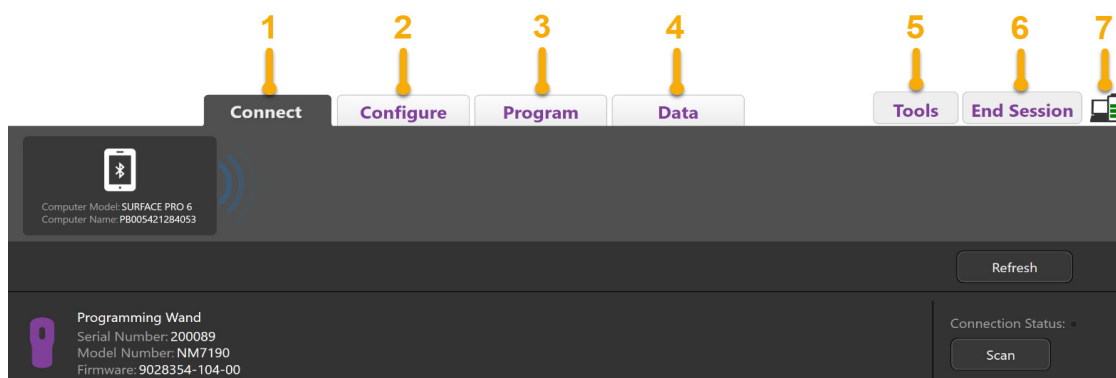 1 2 3 4 5 6 7
Connect Configure Program Data Tools End Session
Computer Model: SURFACE PRO 6
Computer Name: PB005421284053
Refresh
Programming Wand
Serial Number: 200089
Connection Status:
Model Number: NM7190
Scan
Firmware: 9028354-104-00